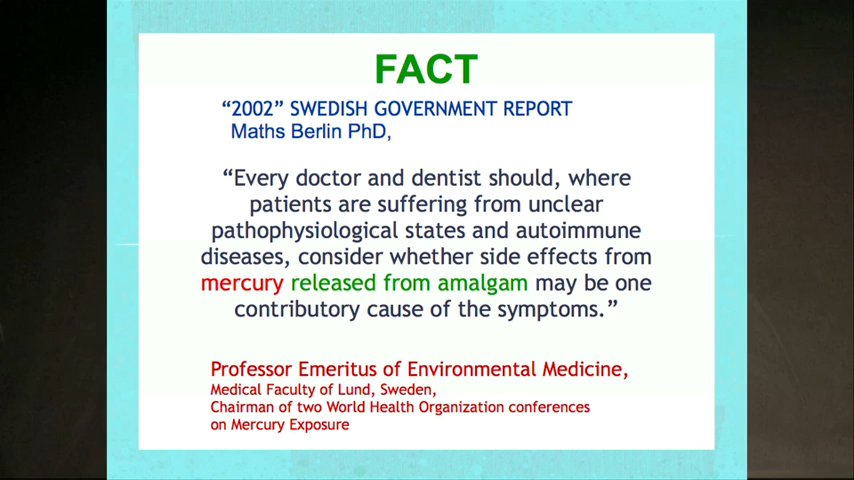 FACT
“2002” SWEDISH GOVERNMENT REPORT
Maths Berlin PhD,
“Every doctor and dentist should, where
patients are suffering from unclear
pathophysiological states and autoimmune
diseases, consider whether side effects from
mercury released from amalgam may be one
contributory cause of the symptoms.”
Professor Emeritus of Environmental Medicine,
Medical Faculty of Lund, Sweden,
Chairman of two World Health Organization conferences
on Mercury Exposure